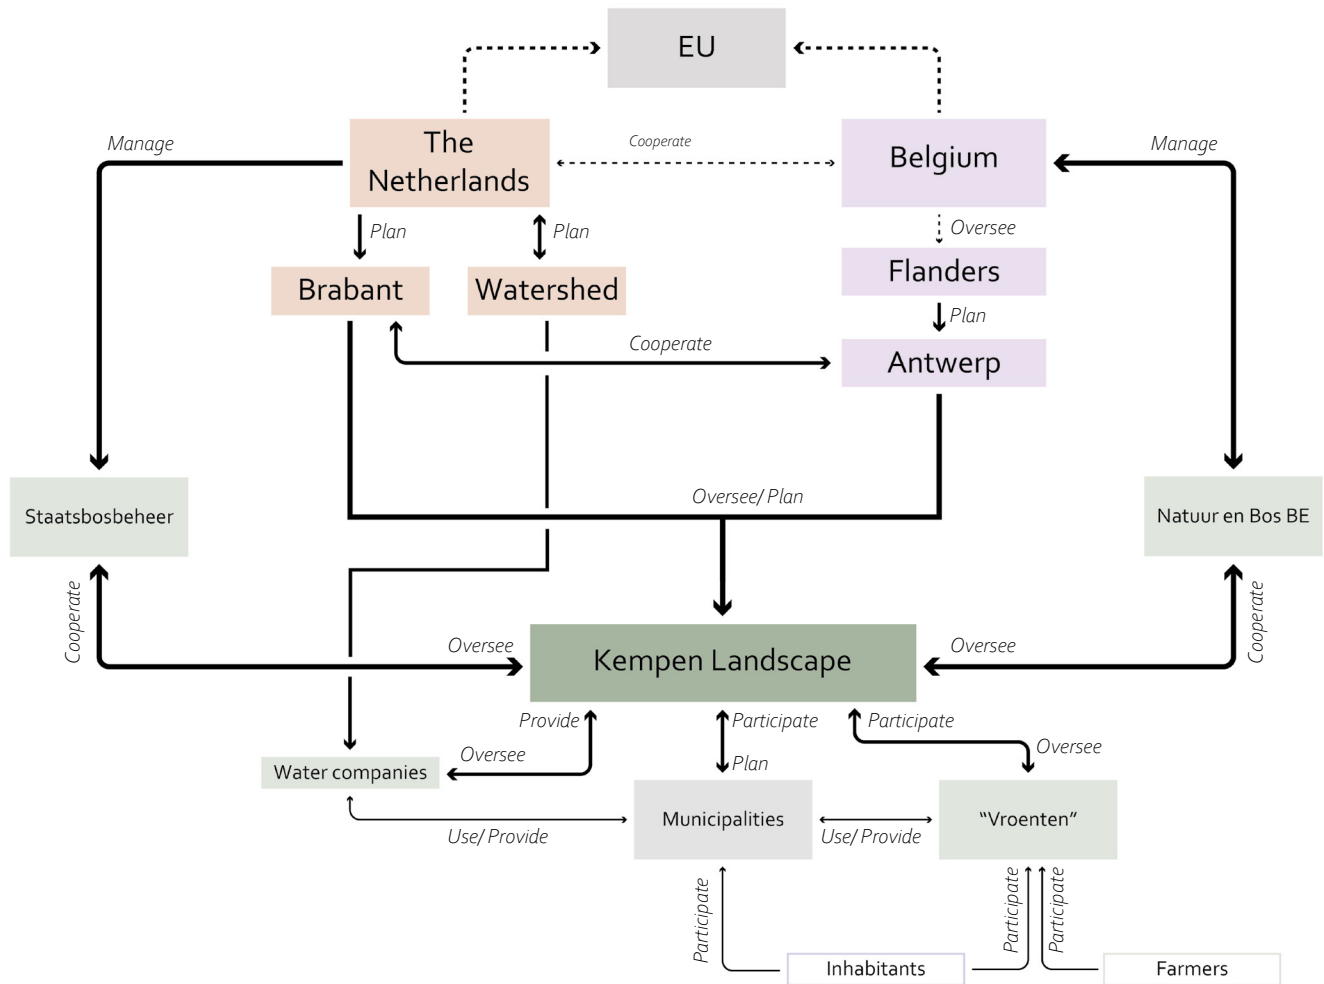 EU
Manage
The
Netherlands
Cooperate
Belgium
Manage
Plan
Plan
Oversee
Brabant
Watershed
Flanders
Plan
Cooperate
Antwerp
Oversee/ Plan
Staatsbosbeheer
Natuur en Bos BE
Cooperate
Oversee
Kempen Landscape
Oversee
Cooperate
Provide
Participate
Participate
Oversee
Oversee
Plan
Water companies
Use/ Provide
Municipalities
Use/ Provide
“Vroenten”
Participate
Participate
Participate
Inhabitants
Farmers